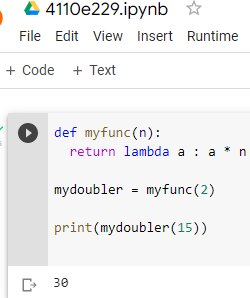 4110e229.ipynb
File Edit View Insert Runtime
+ Code + Text
def myfunc(n):
  return lambda a : a * n
mydoubler = myfunc(2)
print(mydoubler(15))
30